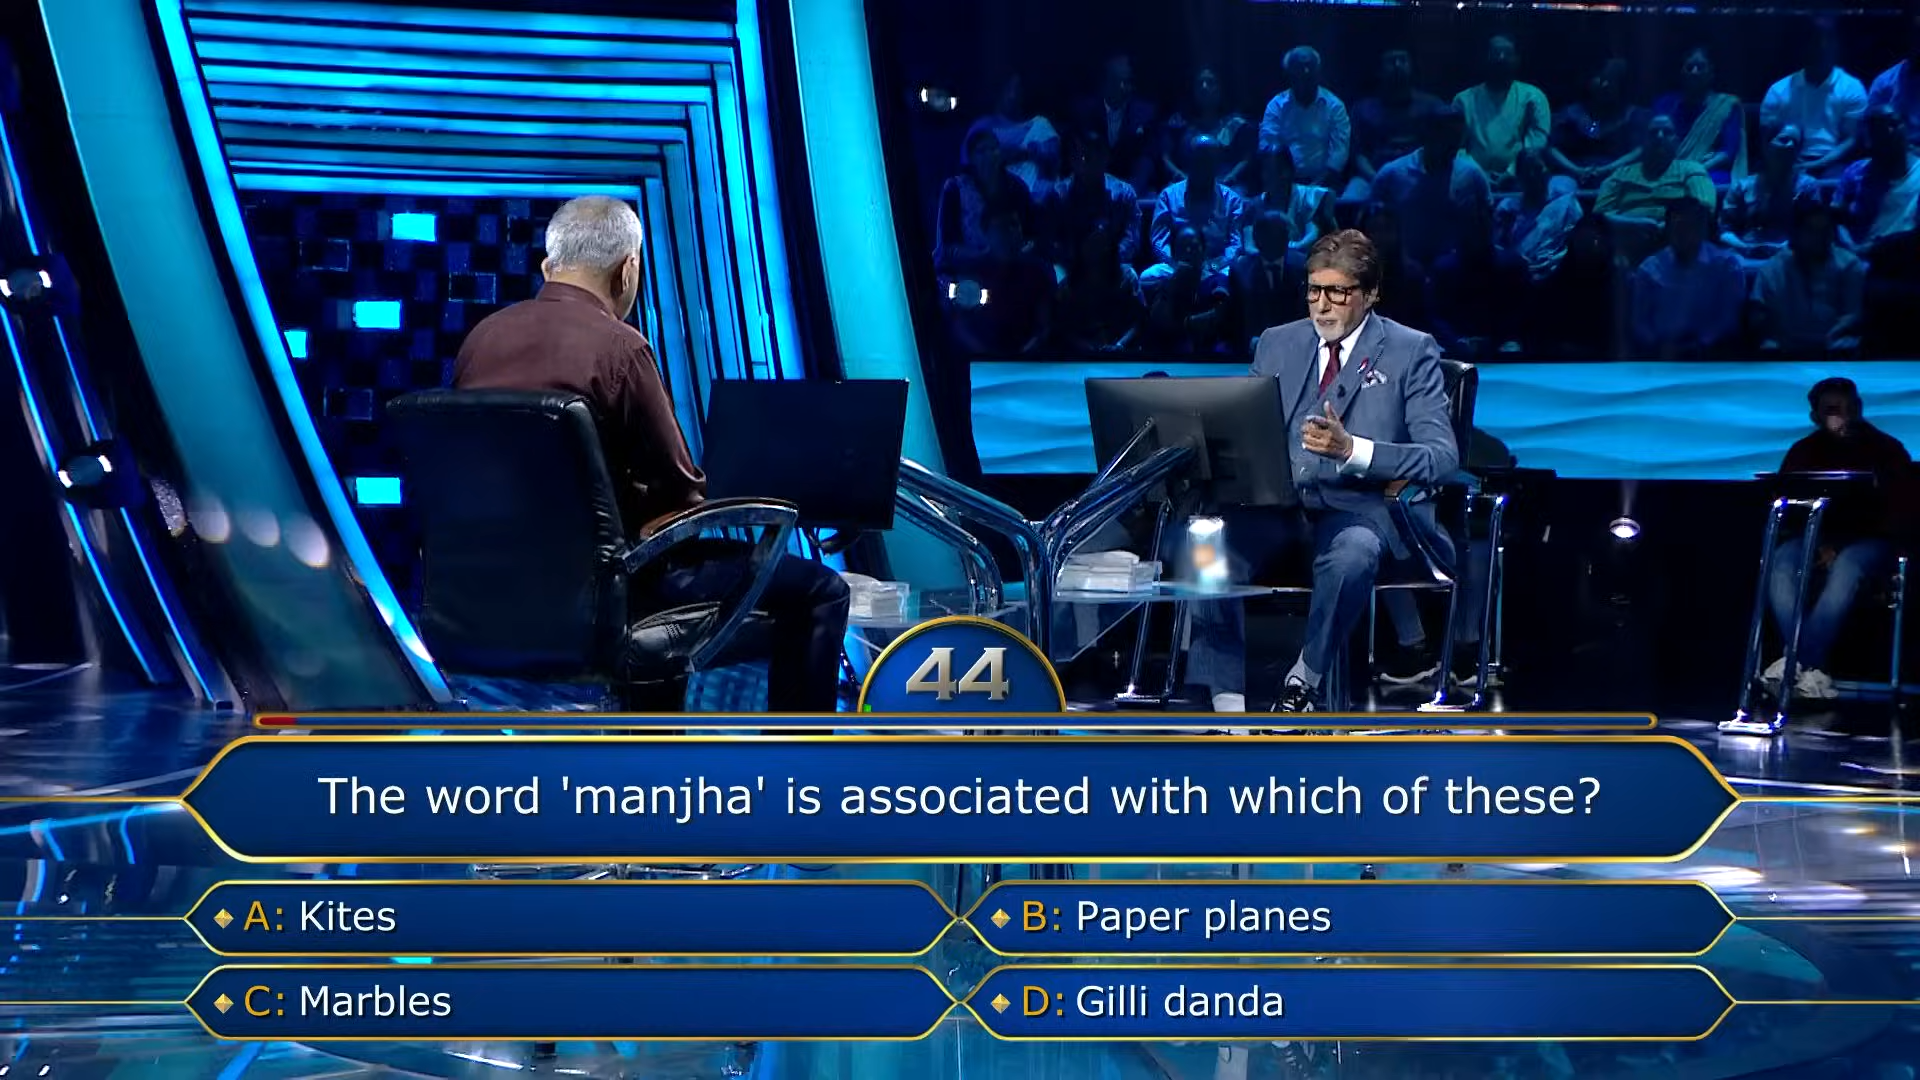 44
The word 'manjha' is associated with which of these?
A: Kites
B: Paper planes
C: Marbles
D: Gilli danda